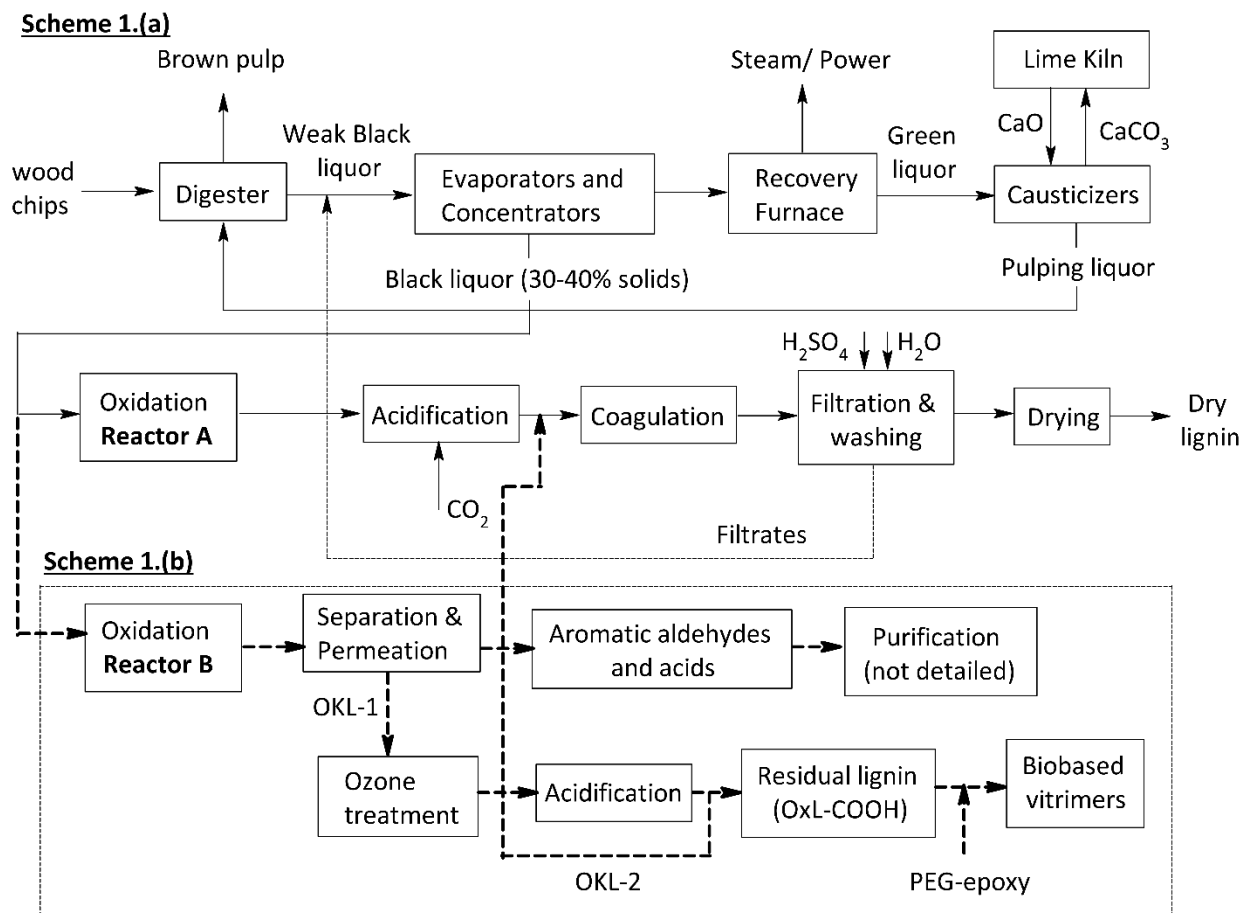 Scheme 1.(a)
Brown pulp
Steam/ Power
Lime Kiln
Weak Black
liquor
Green
liquor
CaO
CaCO3
wood
chips
Digester
Evaporators and
Concentrators
Recovery
Furnace
Causticizers
Black liquor (30-40% solids)
Pulping liquor
H2SO4
H2O
Oxidation
Reactor A
Acidification
Coagulation
Filtration &
washing
Drying
Dry
lignin
CO2
Filtrates
Scheme 1.(b)
Oxidation
Reactor B
Separation &
Permeation
Aromatic aldehydes
and acids
Purification
(not detailed)
OKL-1
Ozone
treatment
Acidification
Residual lignin
(OxL-COOH)
Biobased
vitrimers
OKL-2
PEG-epoxy